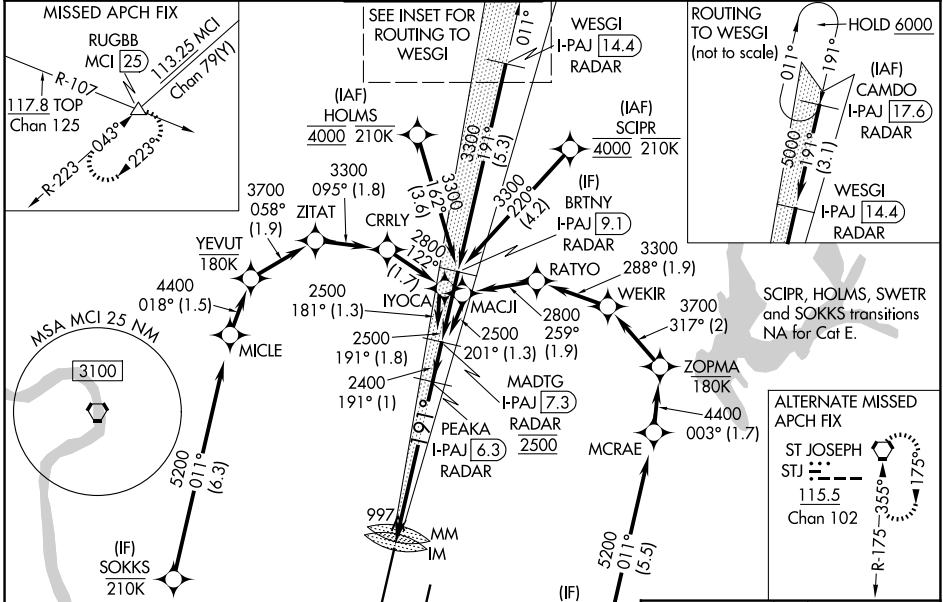 MISSED APCH FIX
RUGBB
MCI 25
113.25 MCI
Chan 79(Y)
R-107
117.8 TOP
Chan 125
R-223
043°
223°
SEE INSET FOR
ROUTING TO
WESGI
011°
WESGI
I-PAJ 14.4
RADAR
ROUTING
TO WESGI
(not to scale)
HOLD 6000
011°
191°
(IAF)
CAMDO
I-PAJ 17.6
RADAR
5000
191°
(3.1)
WESGI
I-PAJ 14.4
RADAR
(IAF)
HOLMS
4000 210K
3300
191°
(5.3)
(IAF)
SCIPR
4000 210K
3300
162°
(3.6)
3300
220°
(4.2)
(IF)
BRTNY
I-PAJ 9.1
RADAR
3300
095° (1.8)
ZITAT
CRRLY
3700
058°
(1.9)
YEVUT
180K
2800
122°
(1.7)
RATYO
3300
288° (1.9)
4400
018° (1.5)
IYOCA
MACJI
WEKIR
2500
181° (1.3)
2800
259°
(1.9)
3700
317° (2)
SCIPR, HOLMS, SWETR
and SOKKS transitions
NA for Cat E.
MICLE
2500
191° (1.8)
2500
201° (1.3)
MSA MCI 25 NM
3100
2400
191° (1)
MADTG
I-PAJ 7.3
RADAR
2500
ZOPMA
180K
191°
PEAKA
I-PAJ 6.3
RADAR
MCRAE
4400
003° (1.7)
ALTERNATE MISSED
APCH FIX
ST JOSEPH
STJ
115.5
Chan 102
175°
355°
R-175
5200
011°
(6.3)
997
MM
IM
5200
011°
(5.5)
(IF)
SOKKS
210K
(IF)